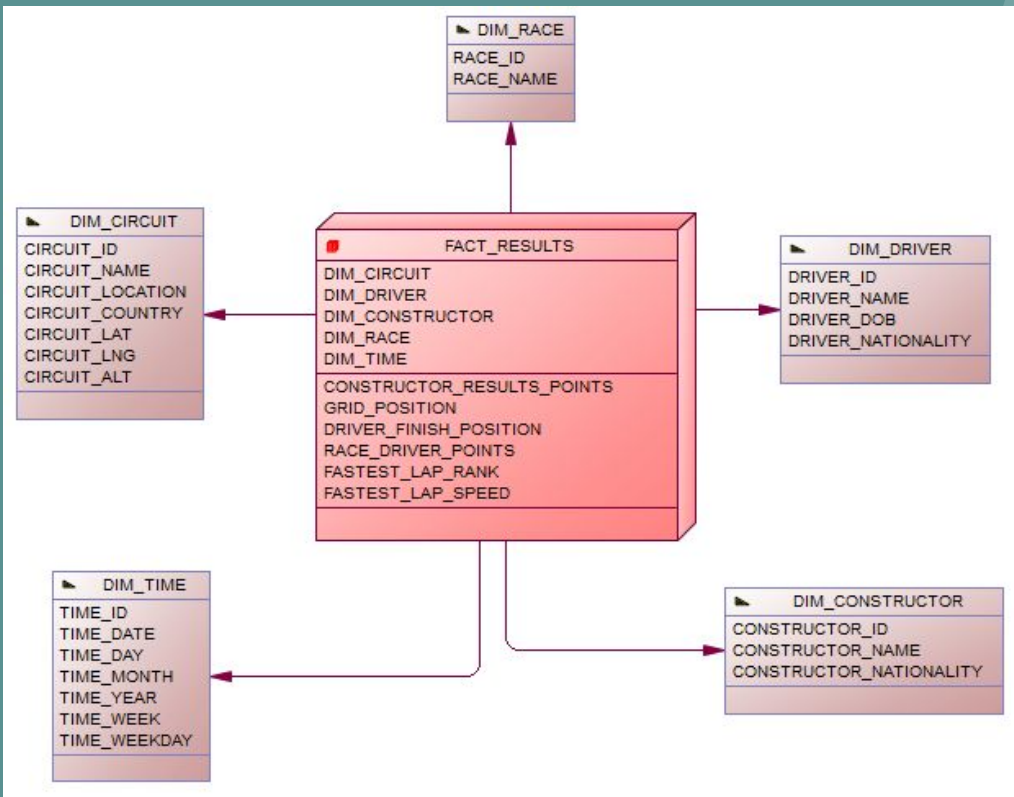 DIM_RACE
RACE_ID
RACE_NAME
DIM_CIRCUIT
CIRCUIT_ID
CIRCUIT_NAME
CIRCUIT_LOCATION
CIRCUIT_COUNTRY
CIRCUIT_LAT
CIRCUIT_LNG
CIRCUIT_ALT
FACT_RESULTS
DIM_CIRCUIT
DIM_DRIVER
DIM_CONSTRUCTOR
DIM_RACE
DIM_TIME
CONSTRUCTOR_RESULTS_POINTS
GRID_POSITION
DRIVER_FINISH_POSITION
RACE_DRIVER_POINTS
FASTEST_LAP_RANK
FASTEST_LAP_SPEED
DIM_DRIVER
DRIVER_ID
DRIVER_NAME
DRIVER_DOB
DRIVER_NATIONALITY
DIM_TIME
TIME_ID
TIME_DATE
TIME_DAY
TIME_MONTH
TIME_YEAR
TIME_WEEK
TIME_WEEKDAY
DIM_CONSTRUCTOR
CONSTRUCTOR_ID
CONSTRUCTOR_NAME
CONSTRUCTOR_NATIONALITY